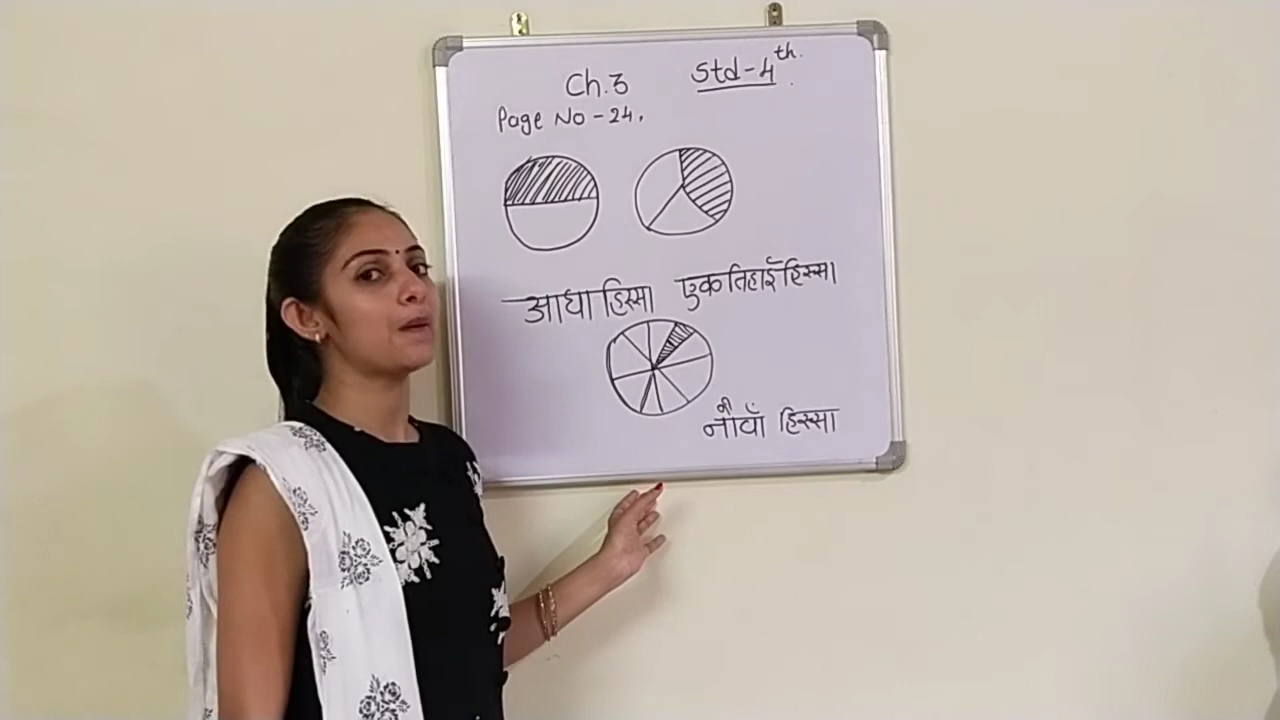 Ch.3 Std-4th.
Page No - 24.
आधा हिस्सा एक तिहाई हिस्सा
नौवाँ हिस्सा